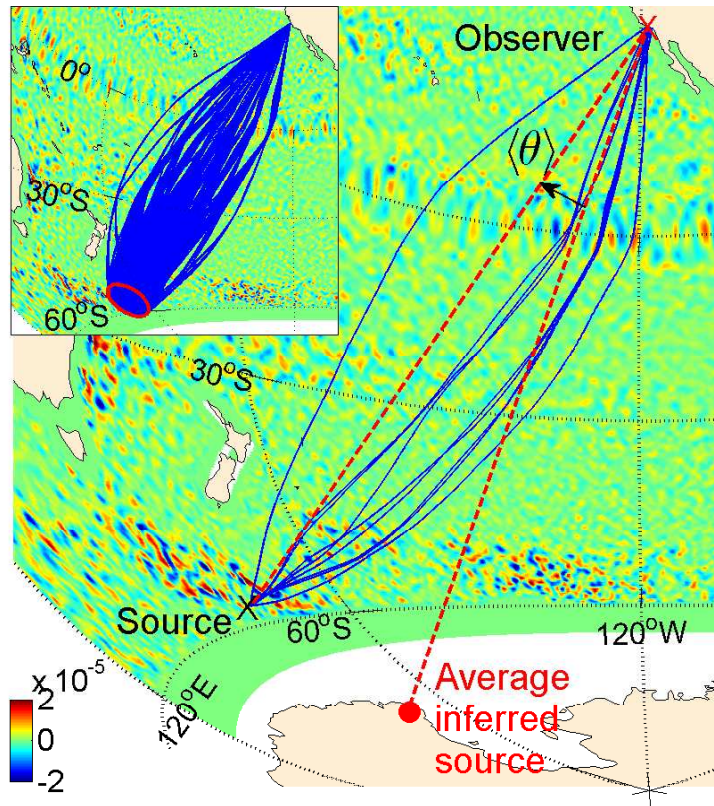 Observer
X
0°
⟨θ⟩
30°S
60°S
30°S
X
Source
60°S
120°W
120°E
x 10⁻⁵
2
0
-2
Average
inferred
source